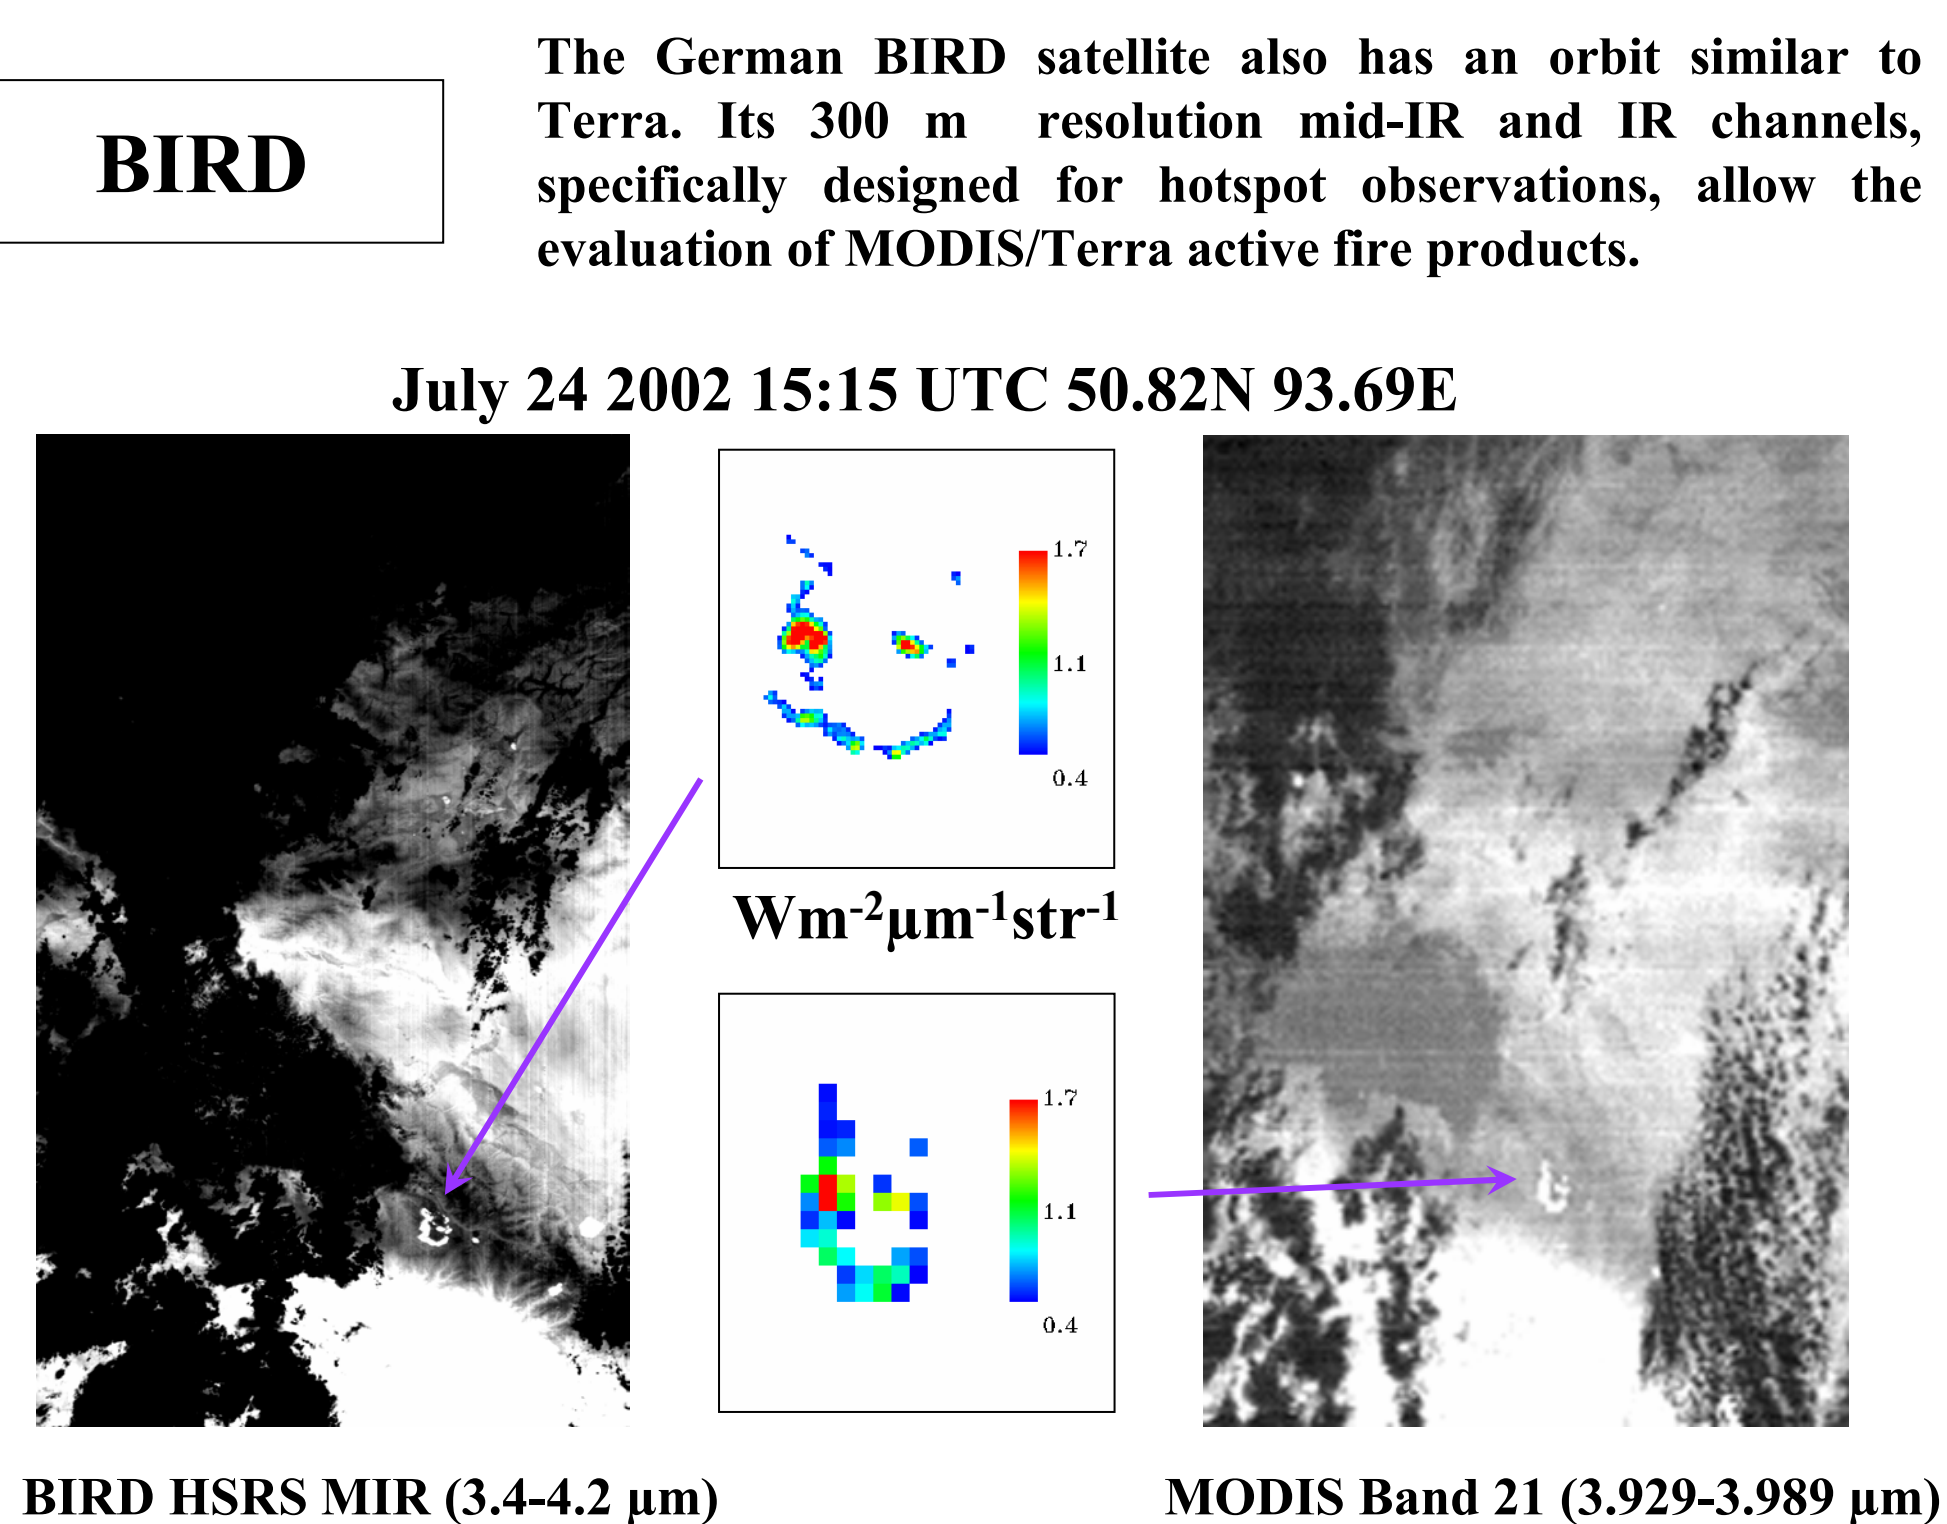 BIRD
The German BIRD satellite also has an orbit similar to
Terra. Its 300 m resolution mid-IR and IR channels,
specifically designed for hotspot observations, allow the
evaluation of MODIS/Terra active fire products.
July 24 2002 15:15 UTC 50.82N 93.69E
1.7
1.1
0.4
Wm⁻²μm⁻¹str⁻¹
1.7
1.1
0.4
BIRD HSRS MIR (3.4-4.2 μm)
MODIS Band 21 (3.929-3.989 μm)